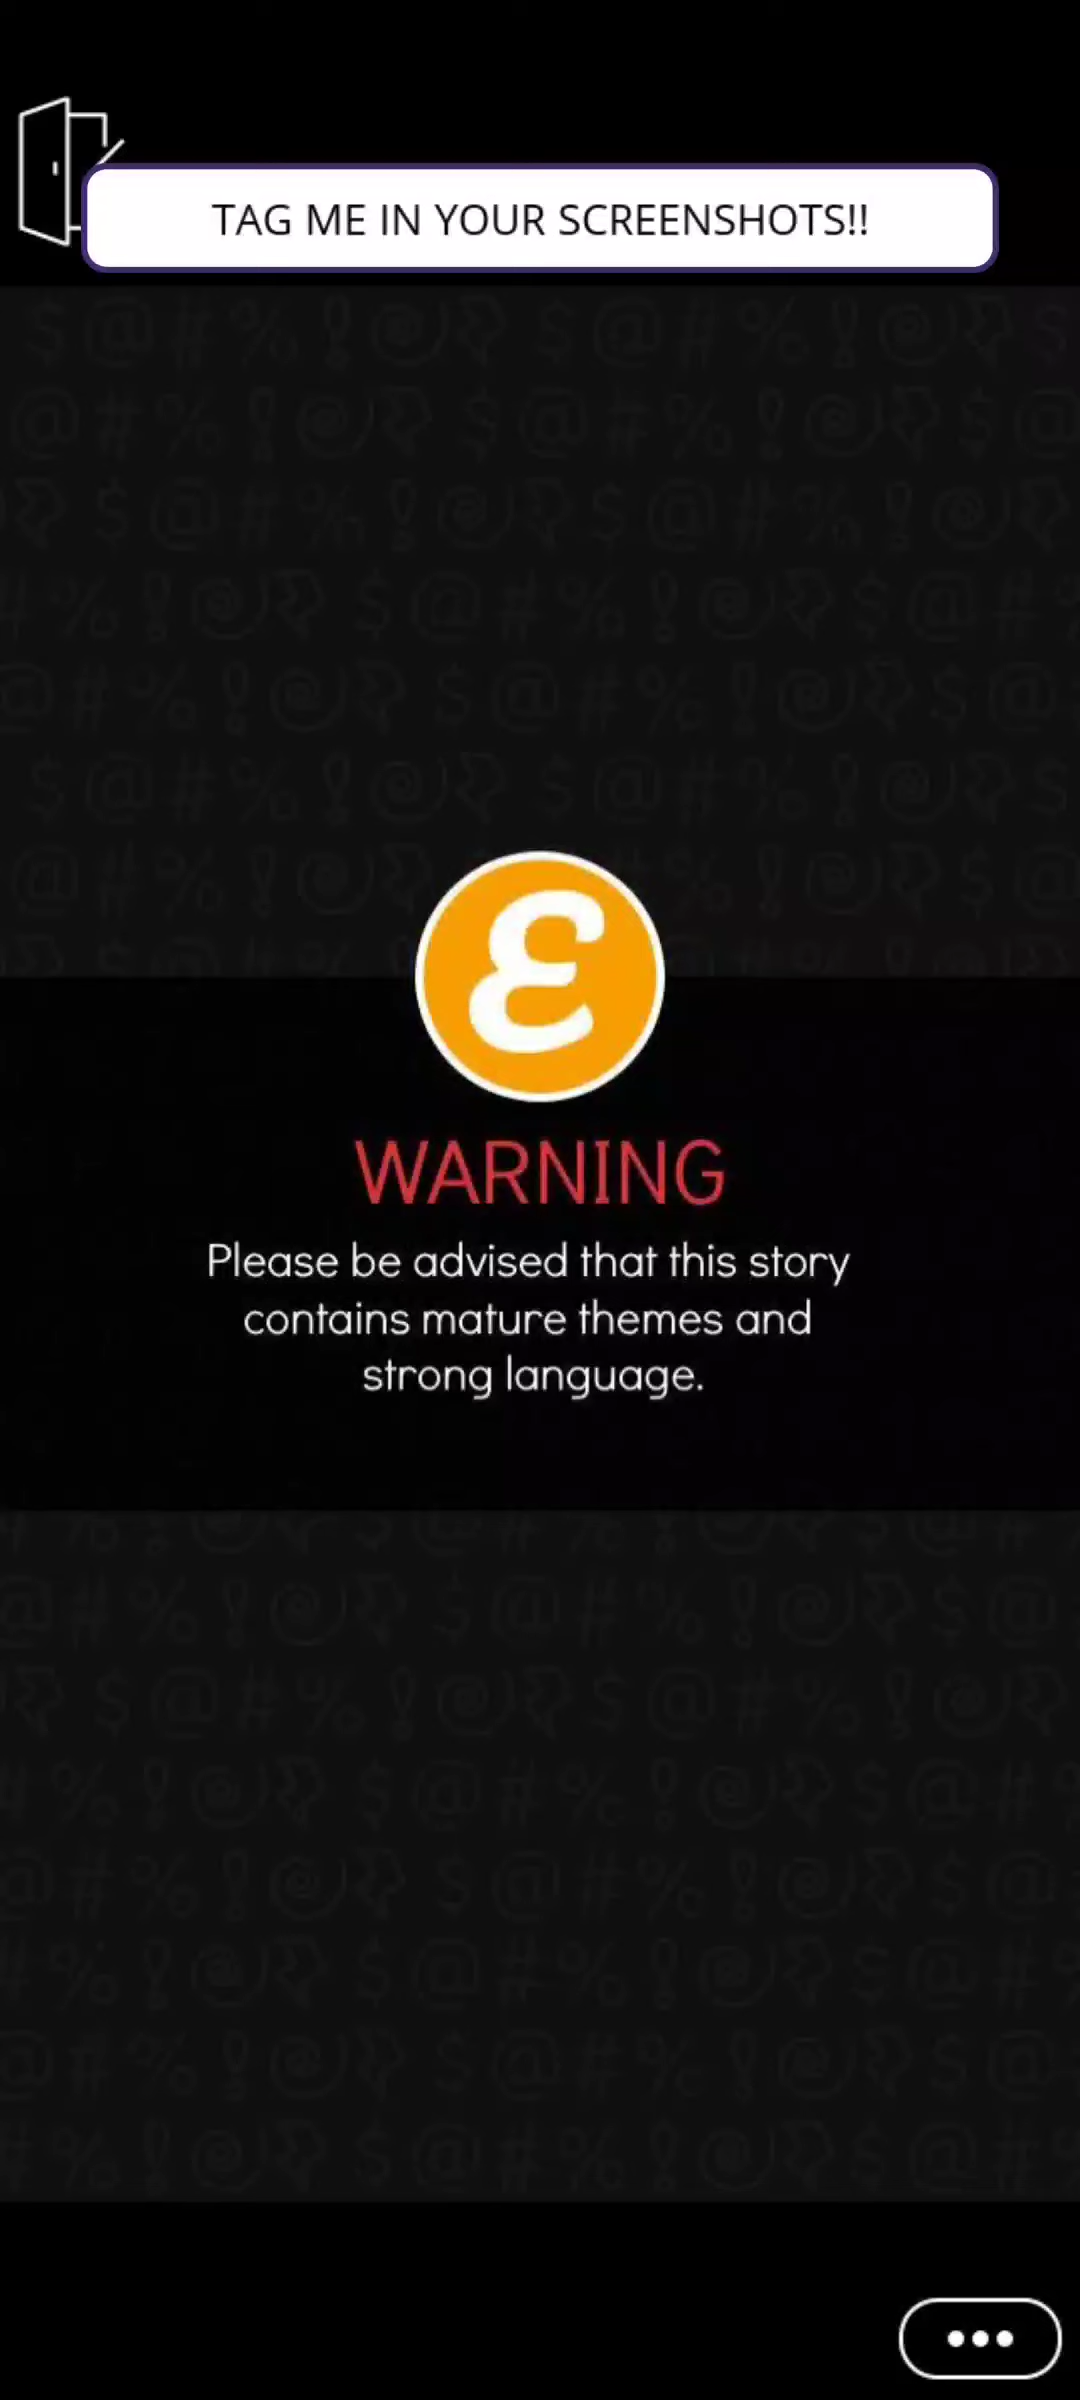 TAG ME IN YOUR SCREENSHOTS!!
WARNING
Please be advised that this story
contains mature themes and
strong language.